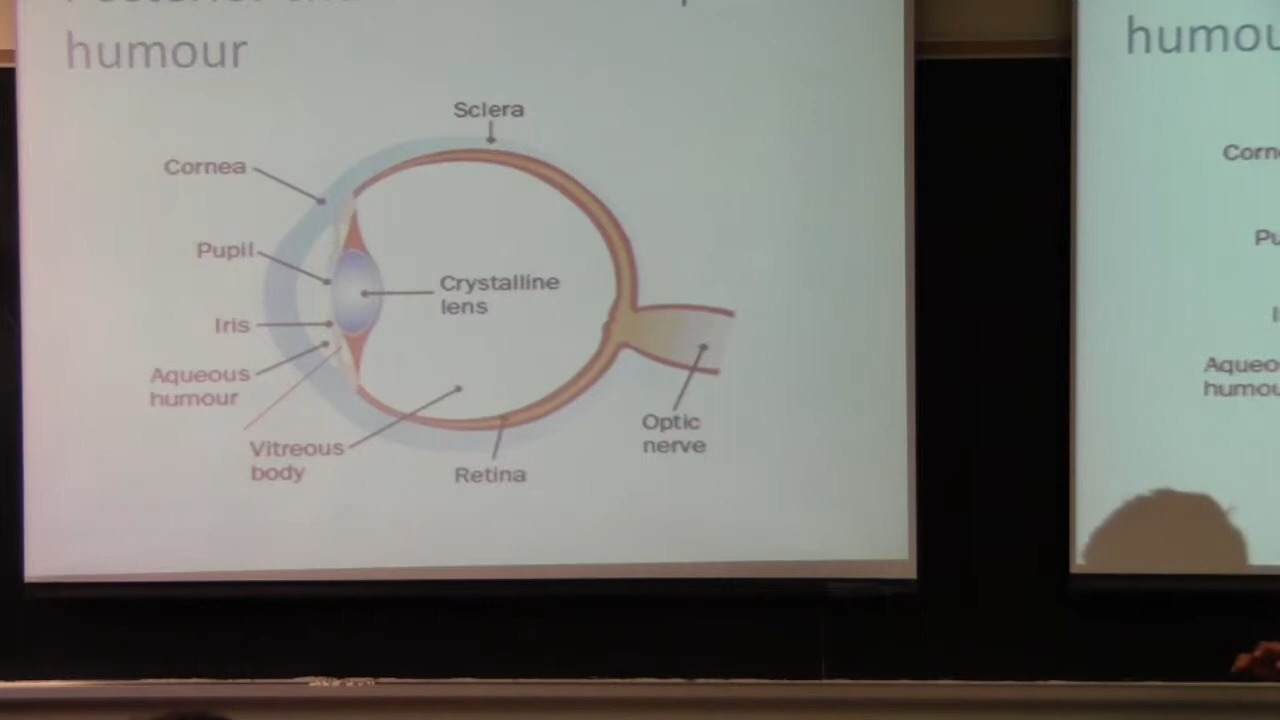 humour
Sclera
Cornea
Pupil
Crystalline
lens
Iris
Aqueous
humour
Optic
nerve
Vitreous
body
Retina
humou
Corn
Pu
I
Aqueo
humou